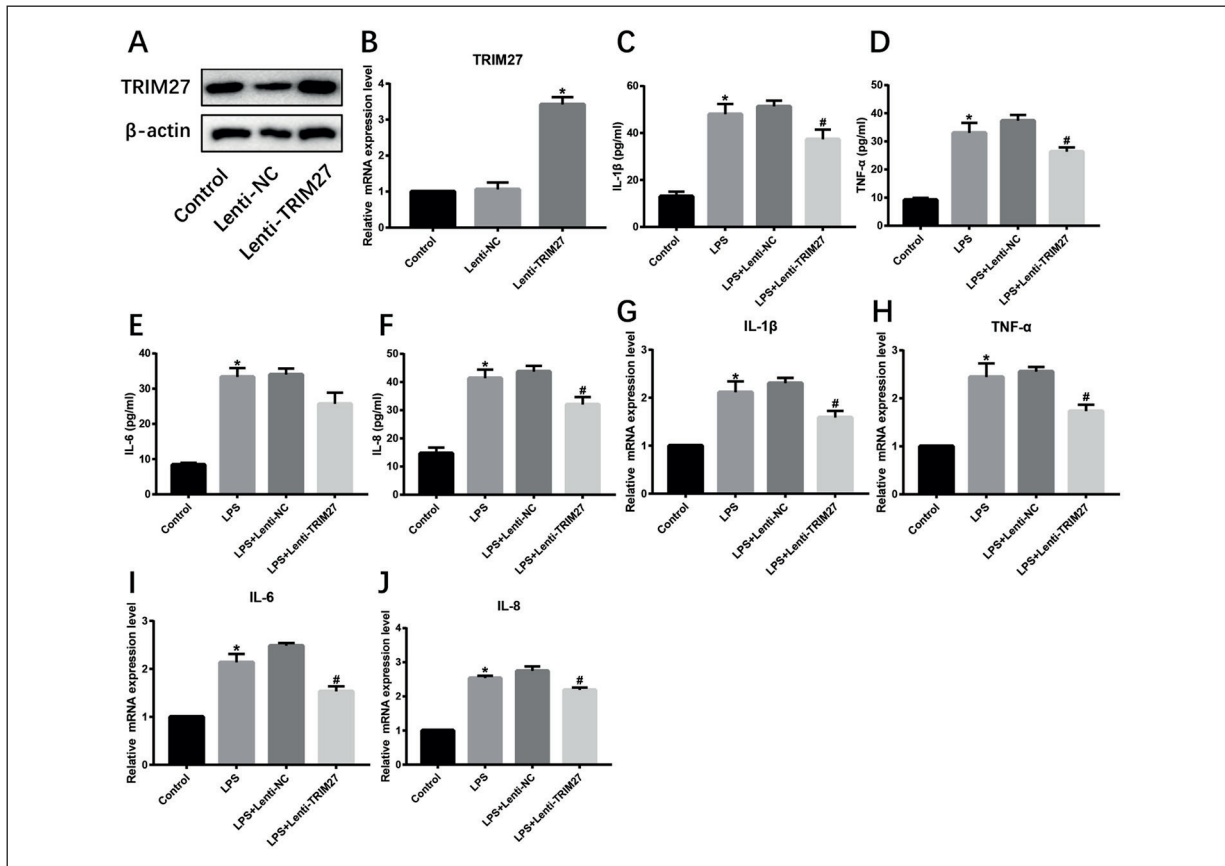 A
TRIM27
β-actin
Control
Lenti-NC
Lenti-TRIM27
B
TRIM27
Relative mRNA expression level
4
3
2
1
0
*
Control
Lenti-NC
Lenti-TRIM27
C
IL-1β (pg/ml)
60
40
20
0
*
#
Control
LPS
LPS+Lenti-NC
LPS+Lenti-TRIM27
D
TNF-α (pg/ml)
50
40
30
20
10
0
*
#
Control
LPS
LPS+Lenti-NC
LPS+Lenti-TRIM27
E
IL-6 (pg/ml)
40
30
20
10
0
*
Control
LPS
LPS+Lenti-NC
LPS+Lenti-TRIM27
F
IL-8 (pg/ml)
50
40
30
20
10
0
*
#
Control
LPS
LPS+Lenti-NC
LPS+Lenti-TRIM27
G
IL-1β
Relative mRNA expression level
3
2
1
0
*
#
Control
LPS
LPS+Lenti-NC
LPS+Lenti-TRIM27
H
TNF-α
Relative mRNA expression level
3
2
1
0
*
#
Control
LPS
LPS+Lenti-NC
LPS+Lenti-TRIM27
I
IL-6
Relative mRNA expression level
3
2
1
0
*
#
Control
LPS
LPS+Lenti-NC
LPS+Lenti-TRIM27
J
IL-8
Relative mRNA expression level
4
3
2
1
0
*
#
Control
LPS
LPS+Lenti-NC
LPS+Lenti-TRIM27